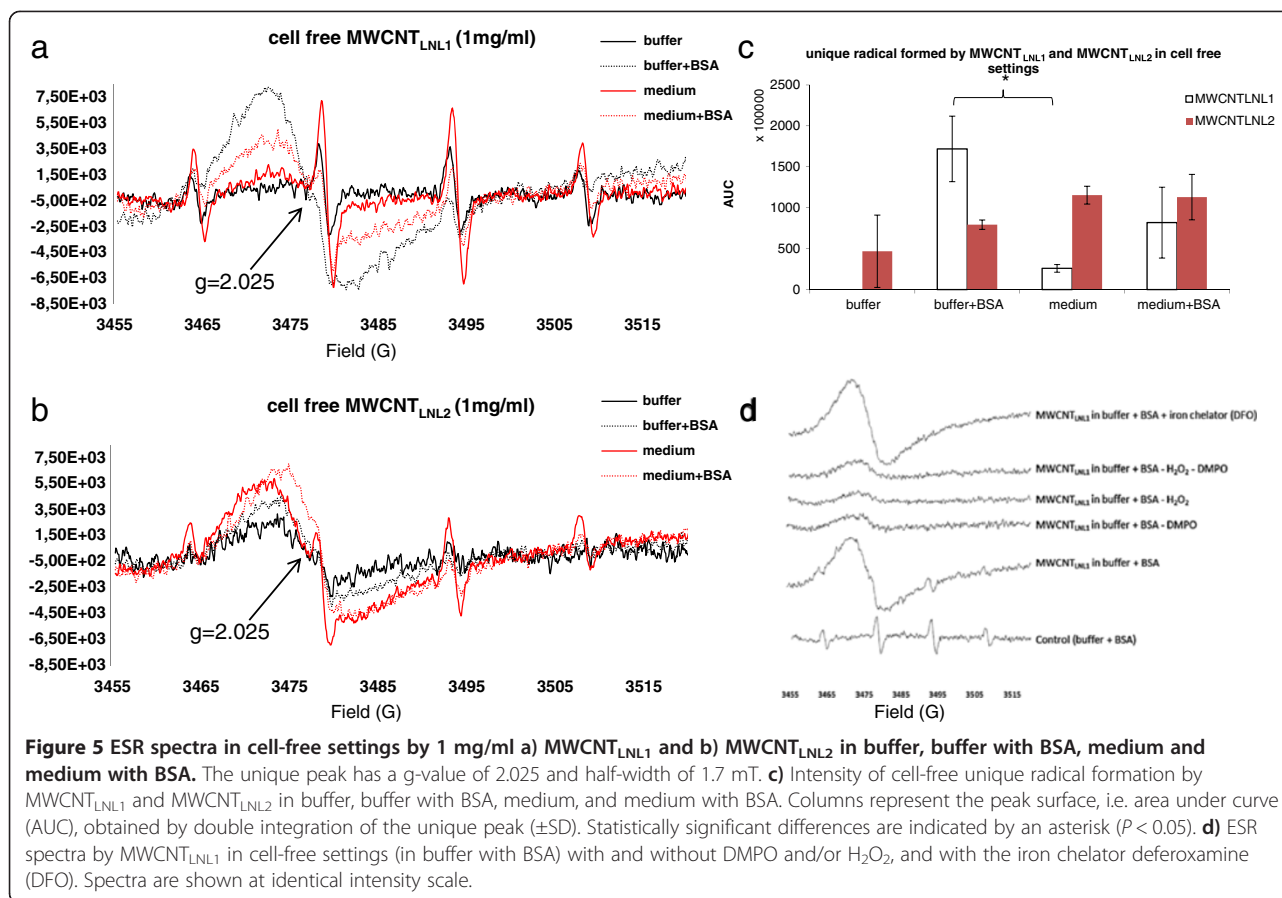 a
cell free MWCNTLNL1 (1mg/ml)
buffer
buffer+BSA
medium
medium+BSA
7,50E+03
5,50E+03
3,50E+03
1,50E+03
-5,00E+02
-2,50E+03
-4,50E+03
-6,50E+03
-8,50E+03
g=2.025
3455 3465 3475 3485 3495 3505 3515
Field (G)
b
cell free MWCNTLNL2 (1mg/ml)
buffer
buffer+BSA
medium
medium+BSA
7,50E+03
5,50E+03
3,50E+03
1,50E+03
-5,00E+02
-2,50E+03
-4,50E+03
-6,50E+03
-8,50E+03
g=2.025
3455 3465 3475 3485 3495 3505 3515
Field (G)
c
unique radical formed by MWCNTLNL1 and MWCNTLNL2 in cell free
settings
*
MWCNTLNL1
MWCNTLNL2
x 100000
AUC
2500
2000
1500
1000
500
0
buffer buffer+BSA medium medium+BSA
d
MWCNTLNL1 in buffer + BSA + iron chelator (DFO)
MWCNTLNL1 in buffer + BSA - H2O2 - DMPO
MWCNTLNL1 in buffer + BSA - H2O2
MWCNTLNL1 in buffer + BSA - DMPO
MWCNTLNL1 in buffer + BSA
Control (buffer + BSA)
3455 3465 3475 3485 3495 3505 3515
Field (G)
Figure 5 ESR spectra in cell-free settings by 1 mg/ml a) MWCNTLNL1 and b) MWCNTLNL2 in buffer, buffer with BSA, medium and
medium with BSA. The unique peak has a g-value of 2.025 and half-width of 1.7 mT. c) Intensity of cell-free unique radical formation by
MWCNTLNL1 and MWCNTLNL2 in buffer, buffer with BSA, medium, and medium with BSA. Columns represent the peak surface, i.e. area under curve
(AUC), obtained by double integration of the unique peak (±SD). Statistically significant differences are indicated by an asterisk (P < 0.05). d) ESR
spectra by MWCNTLNL1 in cell-free settings (in buffer with BSA) with and without DMPO and/or H2O2, and with the iron chelator deferoxamine
(DFO). Spectra are shown at identical intensity scale.